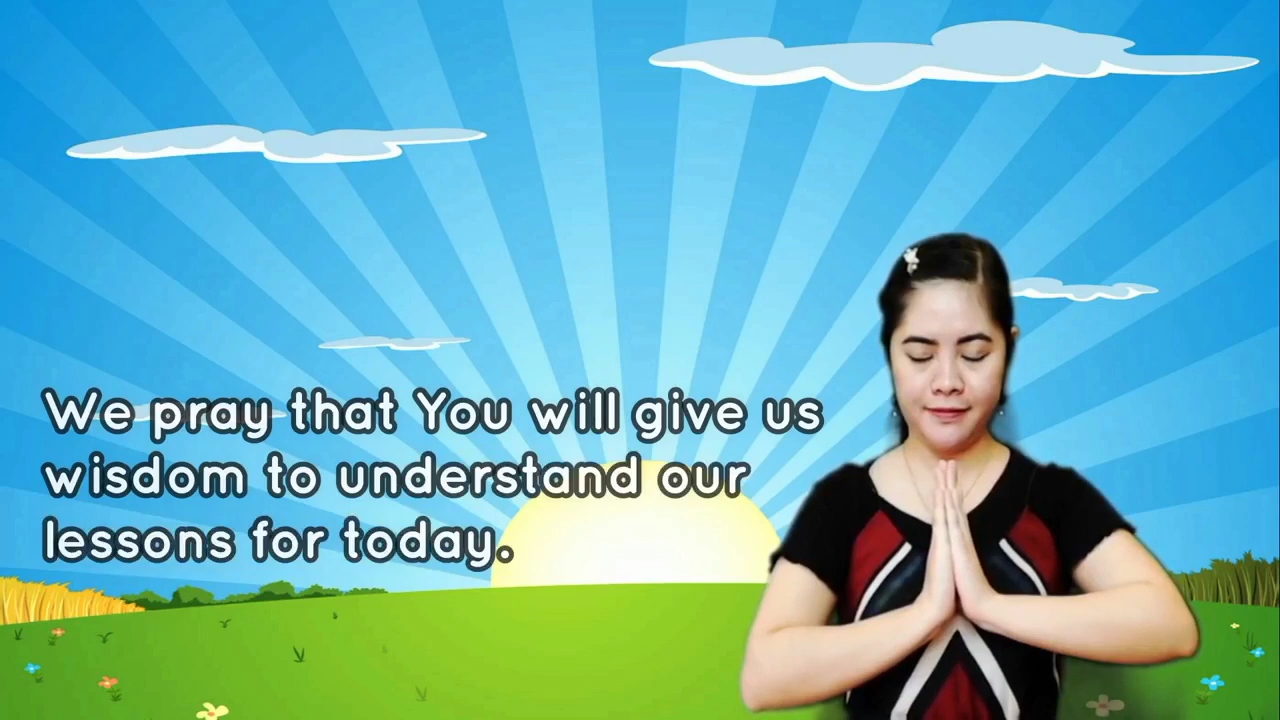 We pray that You will give us
wisdom to understand our
lessons for today.